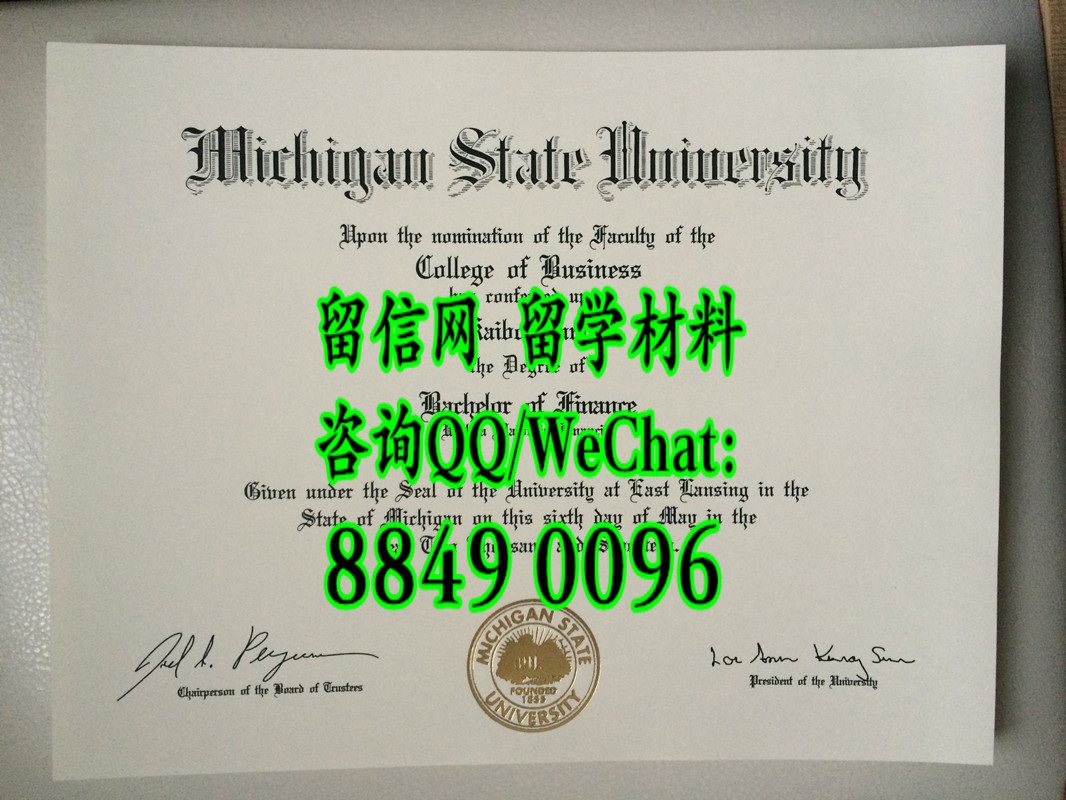 Michigan State University
Upon the nomination of the Faculty of the
College of Business
留信网 留学材料
the Degree of
Bachelor of Finance
咨询QQ/WeChat:
Given under the Seal of the University at East Lansing in the
State of Michigan on this sixth day of May in the
8849 0096
MICHIGAN STATE
FOUNDED
1855
UNIVERSITY
Chairperson of the Board of Trustees
President of the University